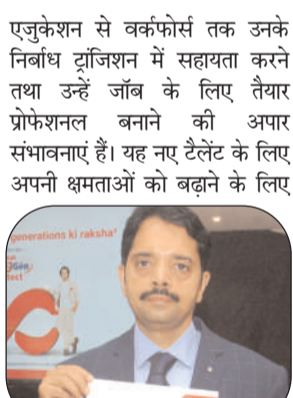 एजुकेशन से वर्कफोर्स तक उनके
निर्बाध ट्रांजिशन में सहायता करने
तथा उन्हें जॉब के लिए तैयार
प्रोफेशनल बनाने की अपार
संभावनाएं हैं। यह नए टैलेंट के लिए
अपनी क्षमताओं को बढ़ाने के लिए
generations ki raksha*